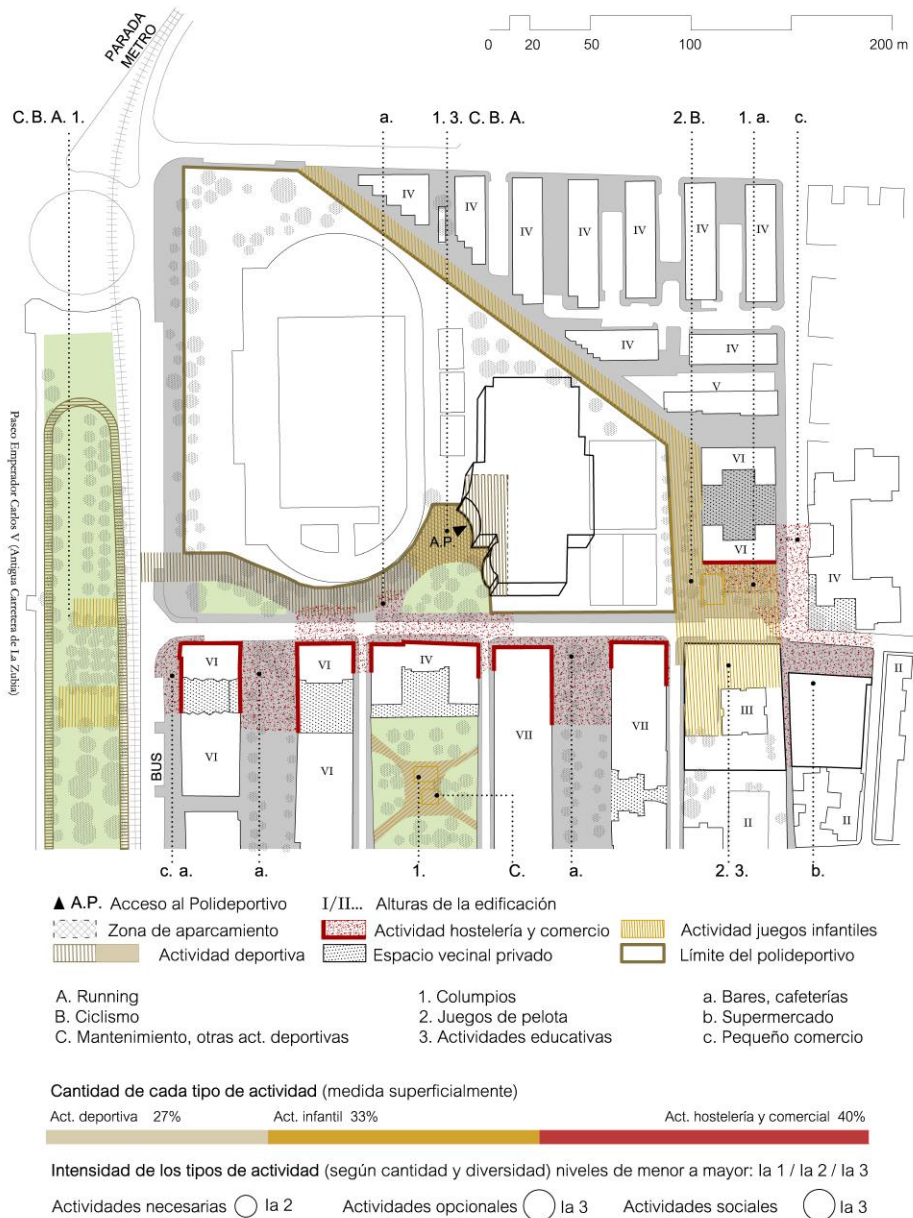 PARADA
METRO
0 20 50 100 200 m
C. B. A. 1. a. 1. 3. C. B. A. 2. B. 1. a. c.
IV IV IV IV IV IV IV
IV IV
V
VI
A.P.
VI
IV
Paseo Emperador Carlos V (Antigua Carretera de La Zubia)
VI VI IV
II
III
VII VII
VI VI
BUS
II II
c. a. a. 1. C. a. 2. 3. b.
A.P. Acceso al Polideportivo I/II... Alturas de la edificación
Zona de aparcamiento Actividad hostelería y comercio Actividad juegos infantiles
Actividad deportiva Espacio vecinal privado Límite del polideportivo
A. Running 1. Columpios a. Bares, cafeterías
B. Ciclismo 2. Juegos de pelota b. Supermercado
C. Mantenimiento, otras act. deportivas 3. Actividades educativas c. Pequeño comercio
Cantidad de cada tipo de actividad (medida superficialmente)
Act. deportiva 27% Act. infantil 33% Act. hostelería y comercial 40%
Intensidad de los tipos de actividad (según cantidad y diversidad) niveles de menor a mayor: Ia 1 / Ia 2 / Ia 3
Actividades necesarias Ia 2 Actividades opcionales Ia 3 Actividades sociales Ia 3